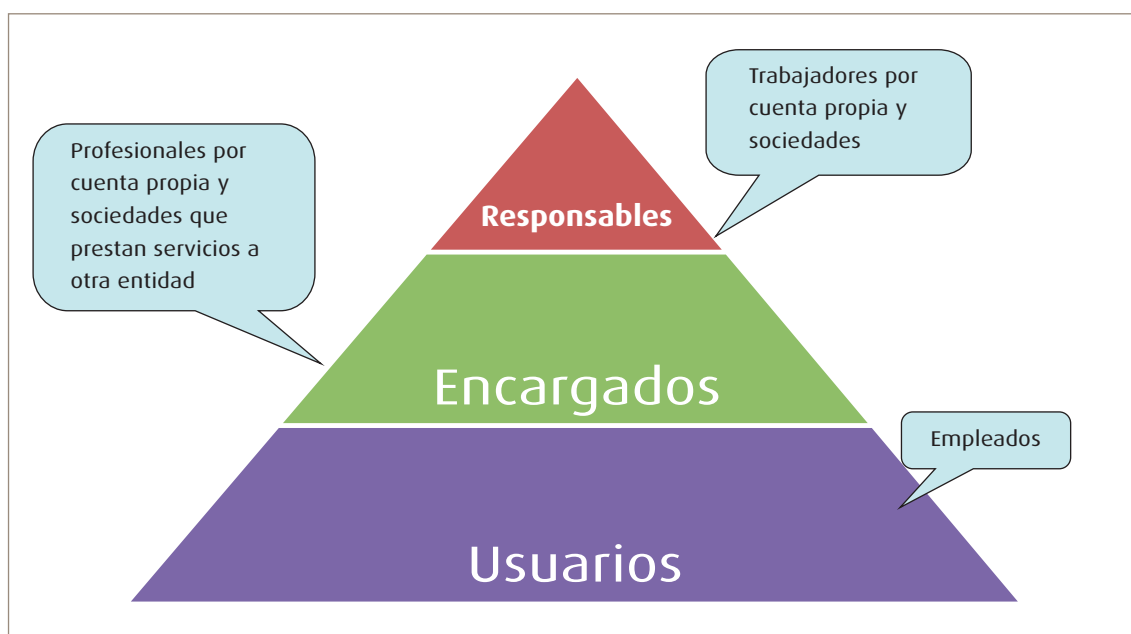 Trabajadores por
cuenta propia y
sociedades
Profesionales por
cuenta propia y
sociedades que
prestan servicios a
otra entidad
Responsables
Encargados
Empleados
Usuarios